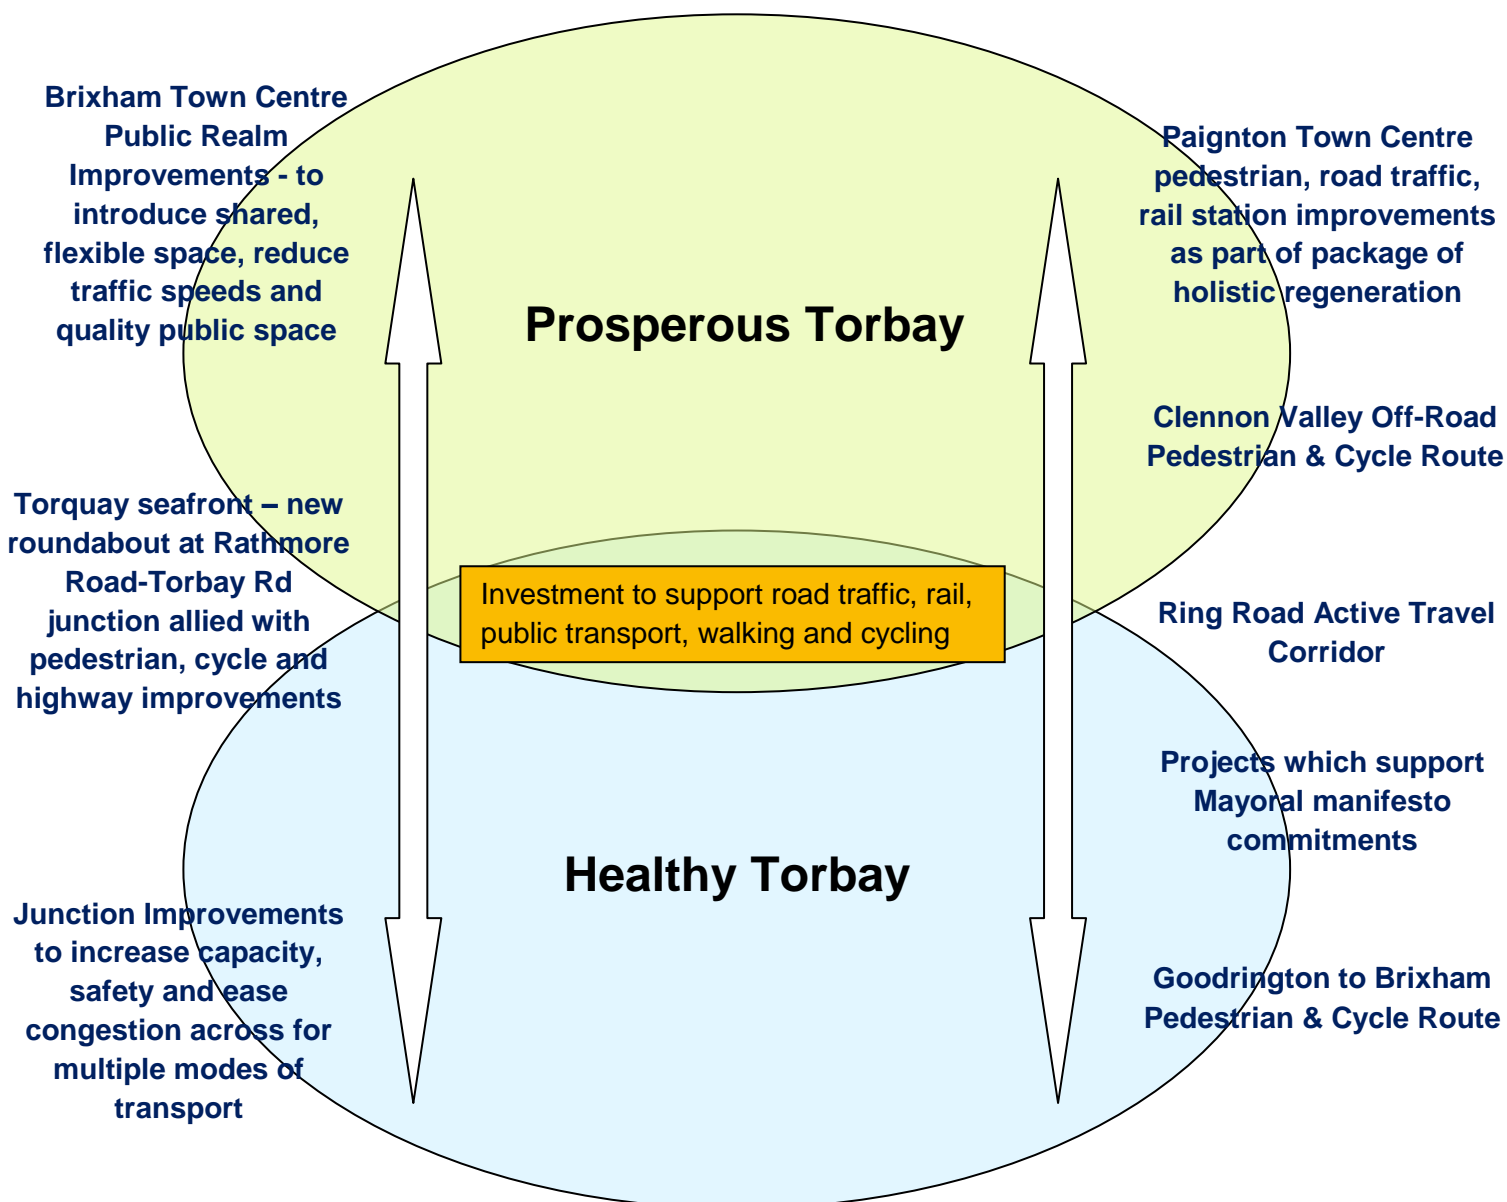 Brixham Town Centre
Public Realm
Improvements - to
introduce shared,
flexible space, reduce
traffic speeds and
quality public space
Paignton Town Centre
pedestrian, road traffic,
rail station improvements
as part of package of
holistic regeneration
Prosperous Torbay
Clennon Valley Off-Road
Pedestrian & Cycle Route
Torquay seafront – new
roundabout at Rathmore
Road-Torbay Rd
junction allied with
pedestrian, cycle and
highway improvements
Investment to support road traffic, rail,
public transport, walking and cycling
Ring Road Active Travel
Corridor
Projects which support
Mayoral manifesto
commitments
Healthy Torbay
Junction Improvements
to increase capacity,
safety and ease
congestion across for
multiple modes of
transport
Goodrington to Brixham
Pedestrian & Cycle Route